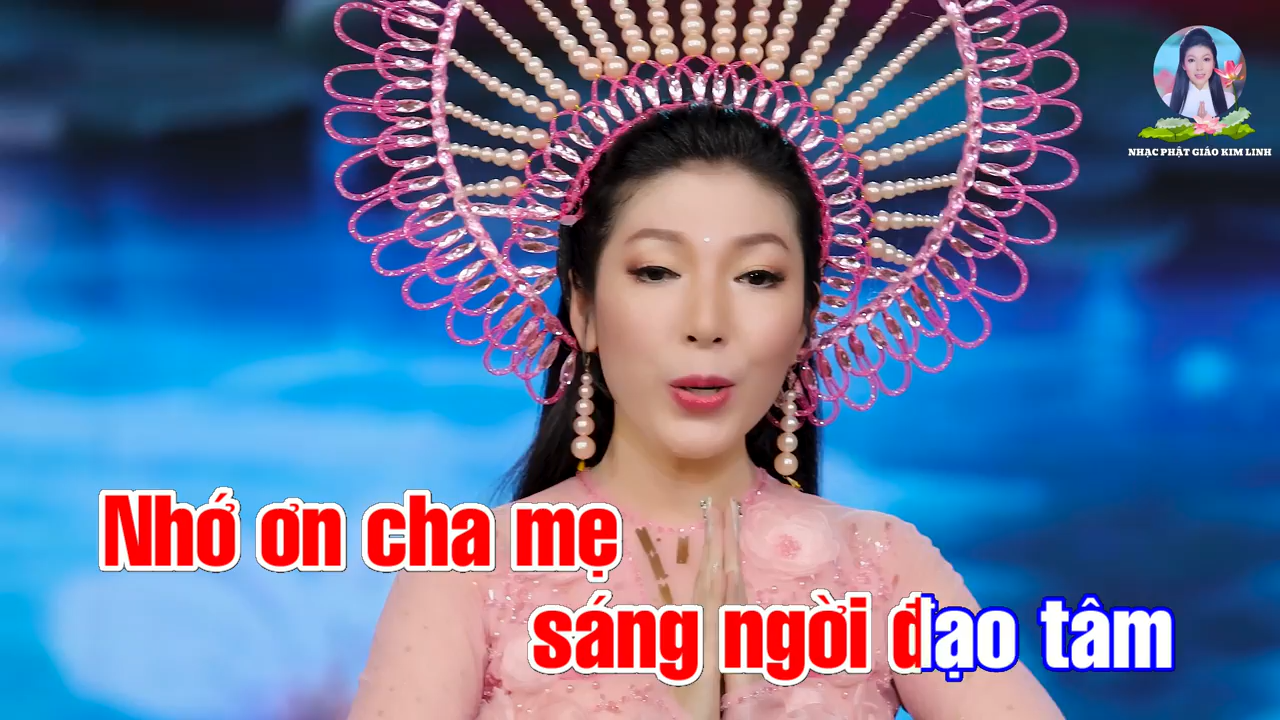 NHẠC PHẬT GIÁO KIM LINH
Nhớ ơn cha mẹ
sáng ngời đạo tâm